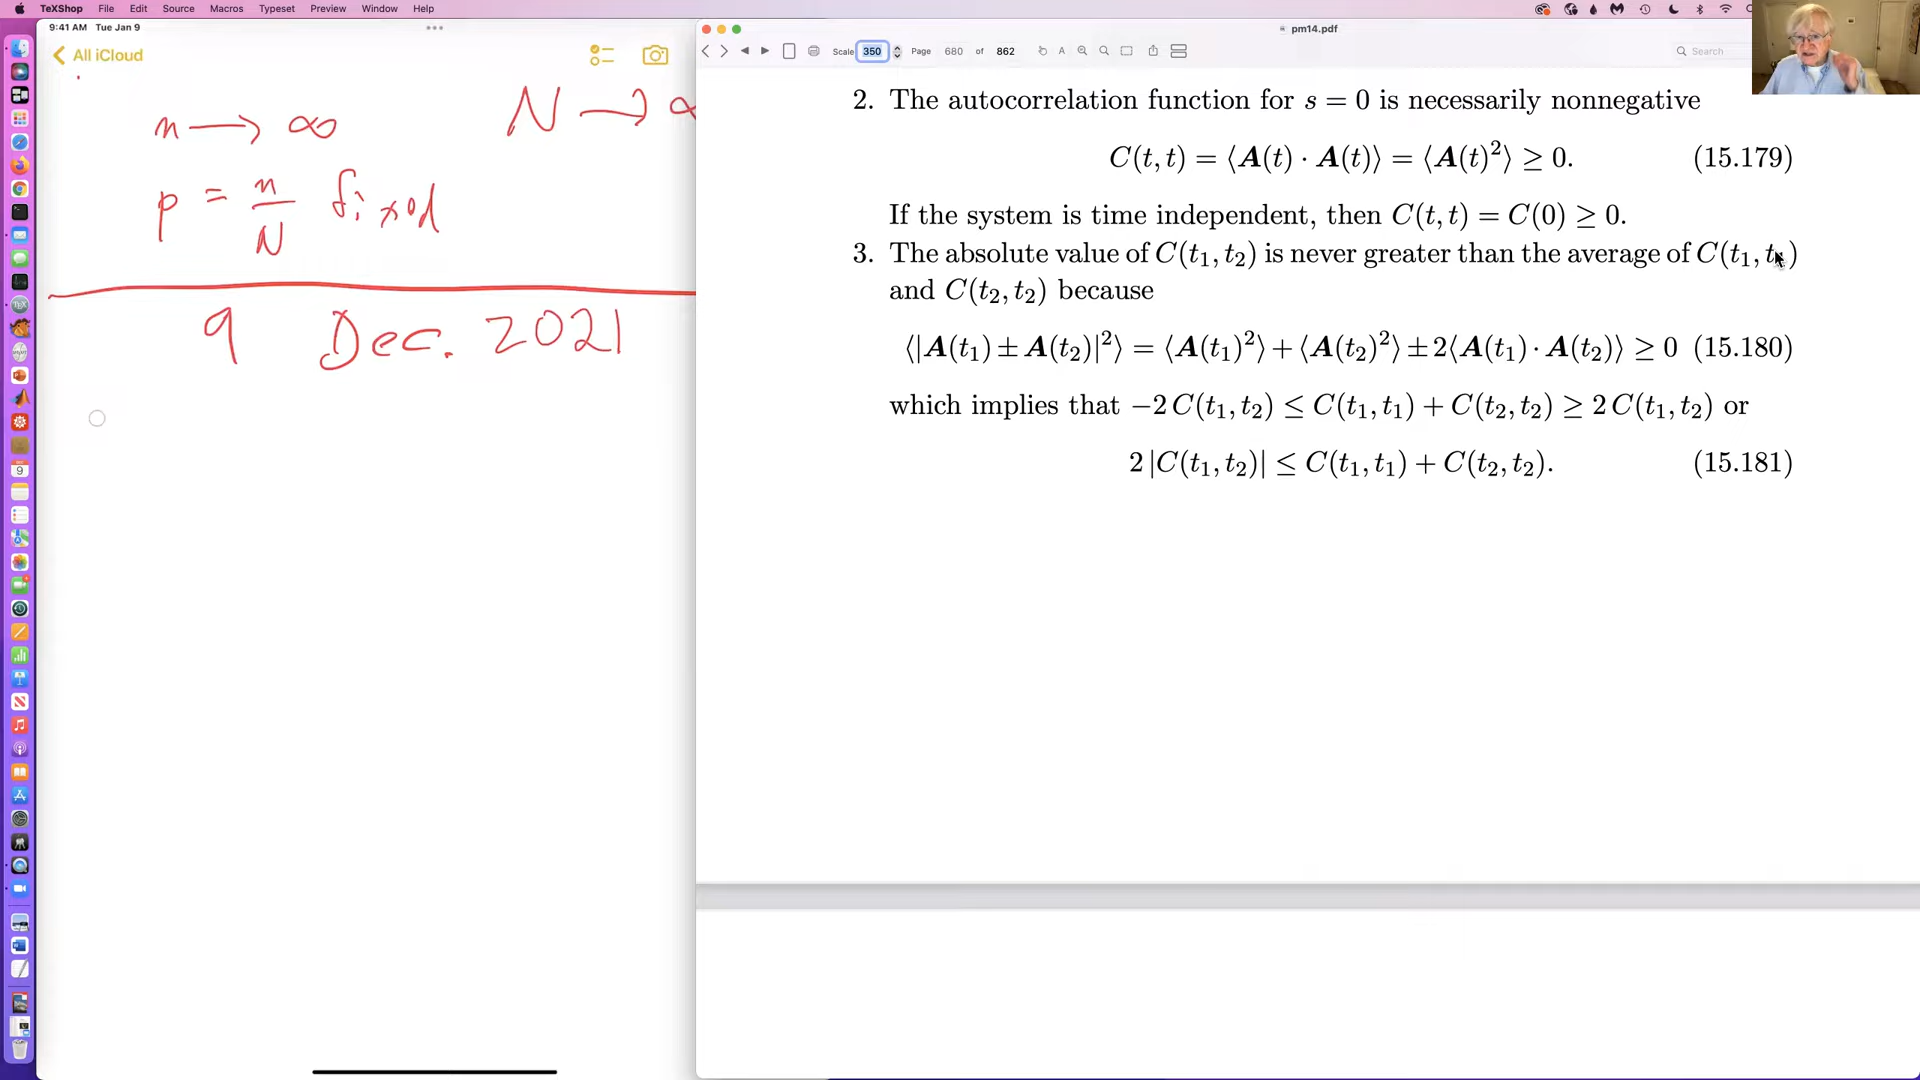 TeXShop File Edit Source Macros Typeset Preview Window Help
9:41 AM Tue Jan 9
All iCloud
n → ∞ N → ∞
p = n/N fixed
9 Dec. 2021
pm14.pdf
Scale 350 Page 680 of 862 Search
2. The autocorrelation function for s = 0 is necessarily nonnegative
C(t, t) = ⟨A(t) · A(t)⟩ = ⟨A(t)²⟩ ≥ 0. (15.179)
If the system is time independent, then C(t, t) = C(0) ≥ 0.
3. The absolute value of C(t₁, t₂) is never greater than the average of C(t₁, t₁)
and C(t₂, t₂) because
⟨|A(t₁) ± A(t₂)|²⟩ = ⟨A(t₁)²⟩ + ⟨A(t₂)²⟩ ± 2⟨A(t₁) · A(t₂)⟩ ≥ 0 (15.180)
which implies that −2 C(t₁, t₂) ≤ C(t₁, t₁) + C(t₂, t₂) ≥ 2 C(t₁, t₂) or
2 |C(t₁, t₂)| ≤ C(t₁, t₁) + C(t₂, t₂). (15.181)